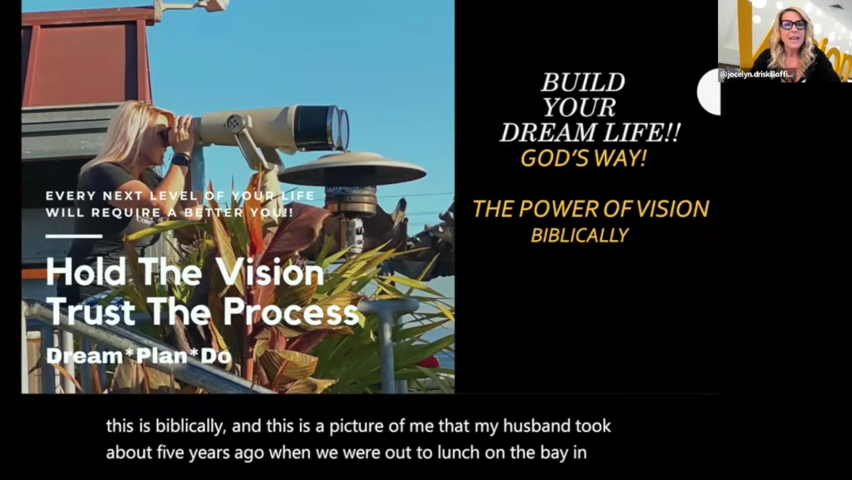 EVERY NEXT LEVEL OF YOUR LIFE
WILL REQUIRE A BETTER YOU!!
Hold The Vision
Trust The Process
Dream*Plan*Do
BUILD
YOUR
DREAM LIFE!!
GOD'S WAY!
THE POWER OF VISION
BIBLICALLY
@jocelyn.driskilloffi...
this is biblically, and this is a picture of me that my husband took
about five years ago when we were out to lunch on the bay in